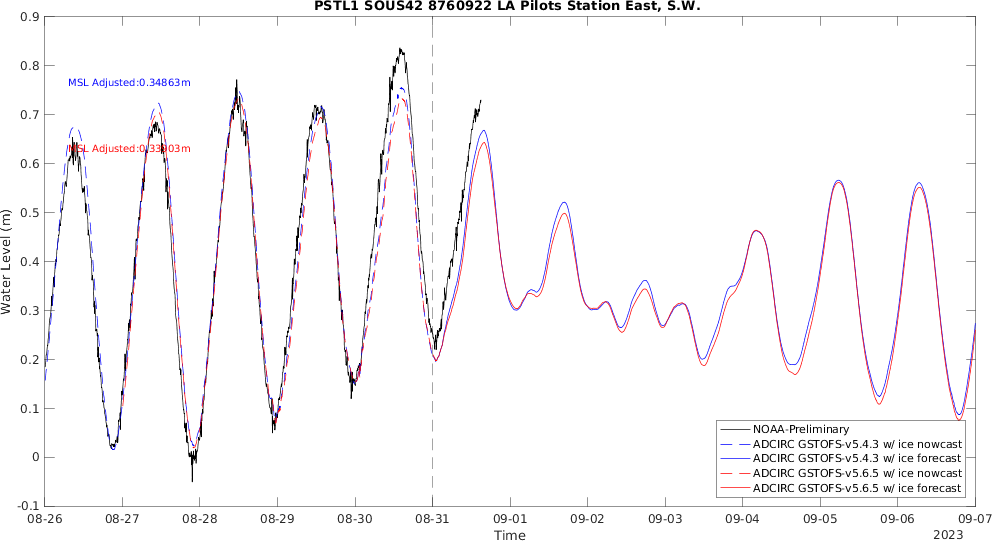 PSTL1 SOUS42 8760922 LA Pilots Station East, S.W.
0.9
0.8
0.7
0.6
0.5
0.4
0.3
0.2
0.1
0
-0.1
Water Level (m)
MSL Adjusted:0.34863m
MSL Adjusted:0.33903m
NOAA-Preliminary
ADCIRC GSTOFS-v5.4.3 w/ ice nowcast
ADCIRC GSTOFS-v5.4.3 w/ ice forecast
ADCIRC GSTOFS-v5.6.5 w/ ice nowcast
ADCIRC GSTOFS-v5.6.5 w/ ice forecast
08-26 08-27 08-28 08-29 08-30 08-31 09-01 09-02 09-03 09-04 09-05 09-06 09-07
Time
2023